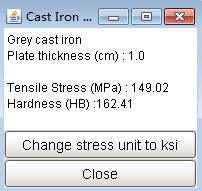 Cast Iron ...
Grey cast iron
Plate thickness (cm) : 1.0
Tensile Stress (MPa) : 149.02
Hardness (HB) :162.41
Change stress unit to ksi
Close